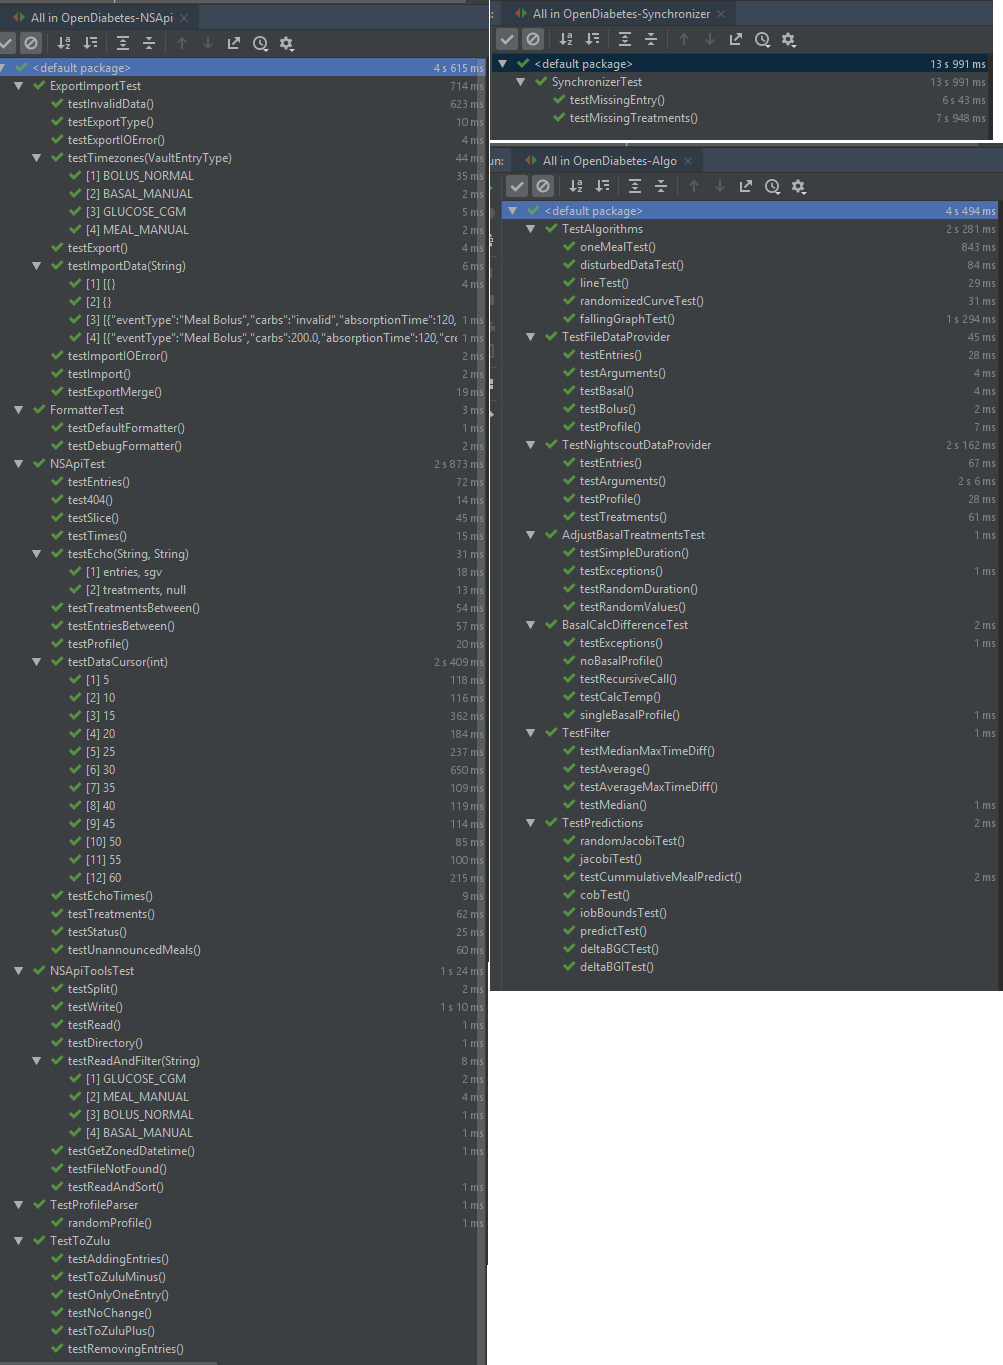 All in OpenDiabetes-NSApi
<default package> 4 s 615 ms
ExportImportTest 714 ms
testInvalidData() 623 ms
testExportType() 10 ms
testExportIOError() 4 ms
testTimezones(VaultEntryType) 44 ms
[1] BOLUS_NORMAL 35 ms
[2] BASAL_MANUAL 2 ms
[3] GLUCOSE_CGM 5 ms
[4] MEAL_MANUAL 2 ms
testExport() 4 ms
testImportData(String) 6 ms
[1] [{} 4 ms
[2] {}
[3] [{"eventType":"Meal Bolus","carbs":"invalid","absorptionTime":120, 1 ms
[4] [{"eventType":"Meal Bolus","carbs":200.0,"absorptionTime":120,"cre 1 ms
testImportIOError() 2 ms
testImport() 2 ms
testExportMerge() 19 ms
FormatterTest 3 ms
testDefaultFormatter() 1 ms
testDebugFormatter() 2 ms
NSApiTest 2 s 873 ms
testEntries() 72 ms
test404() 14 ms
testSlice() 45 ms
testTimes() 15 ms
testEcho(String, String) 31 ms
[1] entries, sgv 18 ms
[2] treatments, null 13 ms
testTreatmentsBetween() 54 ms
testEntriesBetween() 57 ms
testProfile() 20 ms
testDataCursor(int) 2 s 409 ms
[1] 5 118 ms
[2] 10 116 ms
[3] 15 362 ms
[4] 20 184 ms
[5] 25 237 ms
[6] 30 650 ms
[7] 35 109 ms
[8] 40 119 ms
[9] 45 114 ms
[10] 50 85 ms
[11] 55 100 ms
[12] 60 215 ms
testEchoTimes() 9 ms
testTreatments() 62 ms
testStatus() 25 ms
testUnannouncedMeals() 60 ms
NSApiToolsTest 1 s 24 ms
testSplit() 2 ms
testWrite() 1 s 10 ms
testRead() 1 ms
testDirectory() 1 ms
testReadAndFilter(String) 8 ms
[1] GLUCOSE_CGM 2 ms
[2] MEAL_MANUAL 4 ms
[3] BOLUS_NORMAL 1 ms
[4] BASAL_MANUAL 1 ms
testGetZonedDatetime() 1 ms
testFileNotFound()
testReadAndSort() 1 ms
TestProfileParser 1 ms
randomProfile() 1 ms
TestToZulu
testAddingEntries()
testToZuluMinus()
testOnlyOneEntry()
testNoChange()
testToZuluPlus()
testRemovingEntries()
All in OpenDiabetes-Synchronizer
<default package> 13 s 991 ms
SynchronizerTest 13 s 991 ms
testMissingEntry() 6 s 43 ms
testMissingTreatments() 7 s 948 ms
un: All in OpenDiabetes-Algo
<default package> 4 s 494 ms
TestAlgorithms 2 s 281 ms
oneMealTest() 843 ms
disturbedDataTest() 84 ms
lineTest() 29 ms
randomizedCurveTest() 31 ms
fallingGraphTest() 1 s 294 ms
TestFileDataProvider 45 ms
testEntries() 28 ms
testArguments() 4 ms
testBasal() 4 ms
testBolus() 2 ms
testProfile() 7 ms
TestNightscoutDataProvider 2 s 162 ms
testEntries() 67 ms
testArguments() 2 s 6 ms
testProfile() 28 ms
testTreatments() 61 ms
AdjustBasalTreatmentsTest 1 ms
testSimpleDuration()
testExceptions() 1 ms
testRandomDuration()
testRandomValues()
BasalCalcDifferenceTest 2 ms
testExceptions() 1 ms
noBasalProfile()
testRecursiveCall()
testCalcTemp()
singleBasalProfile() 1 ms
TestFilter 1 ms
testMedianMaxTimeDiff()
testAverage()
testAverageMaxTimeDiff()
testMedian() 1 ms
TestPredictions 2 ms
randomJacobiTest()
jacobiTest()
testCummulativeMealPredict() 2 ms
cobTest()
iobBoundsTest()
predictTest()
deltaBGCTest()
deltaBGITest()